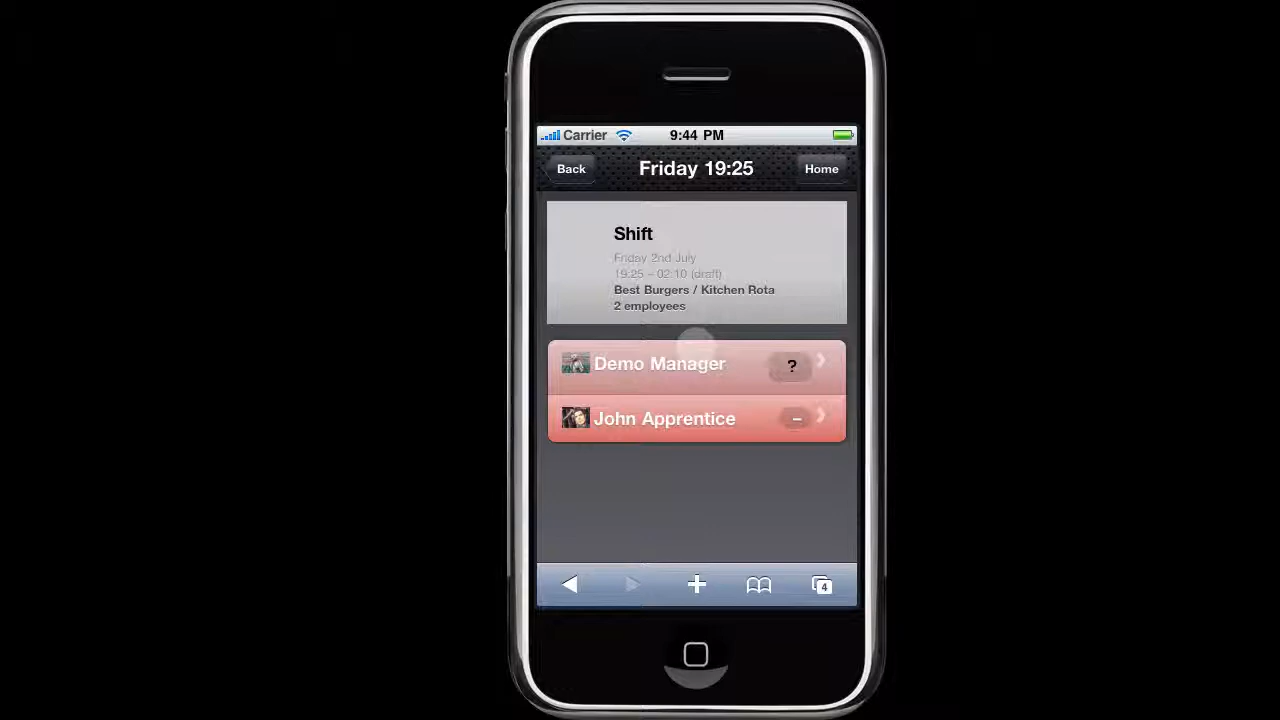 Carrier 9:44 PM
Back Friday 19:25 Home
Shift
Friday 2nd July
19:25 – 02:10 (draft)
Best Burgers / Kitchen Rota
2 employees
Demo Manager ?
John Apprentice –
4